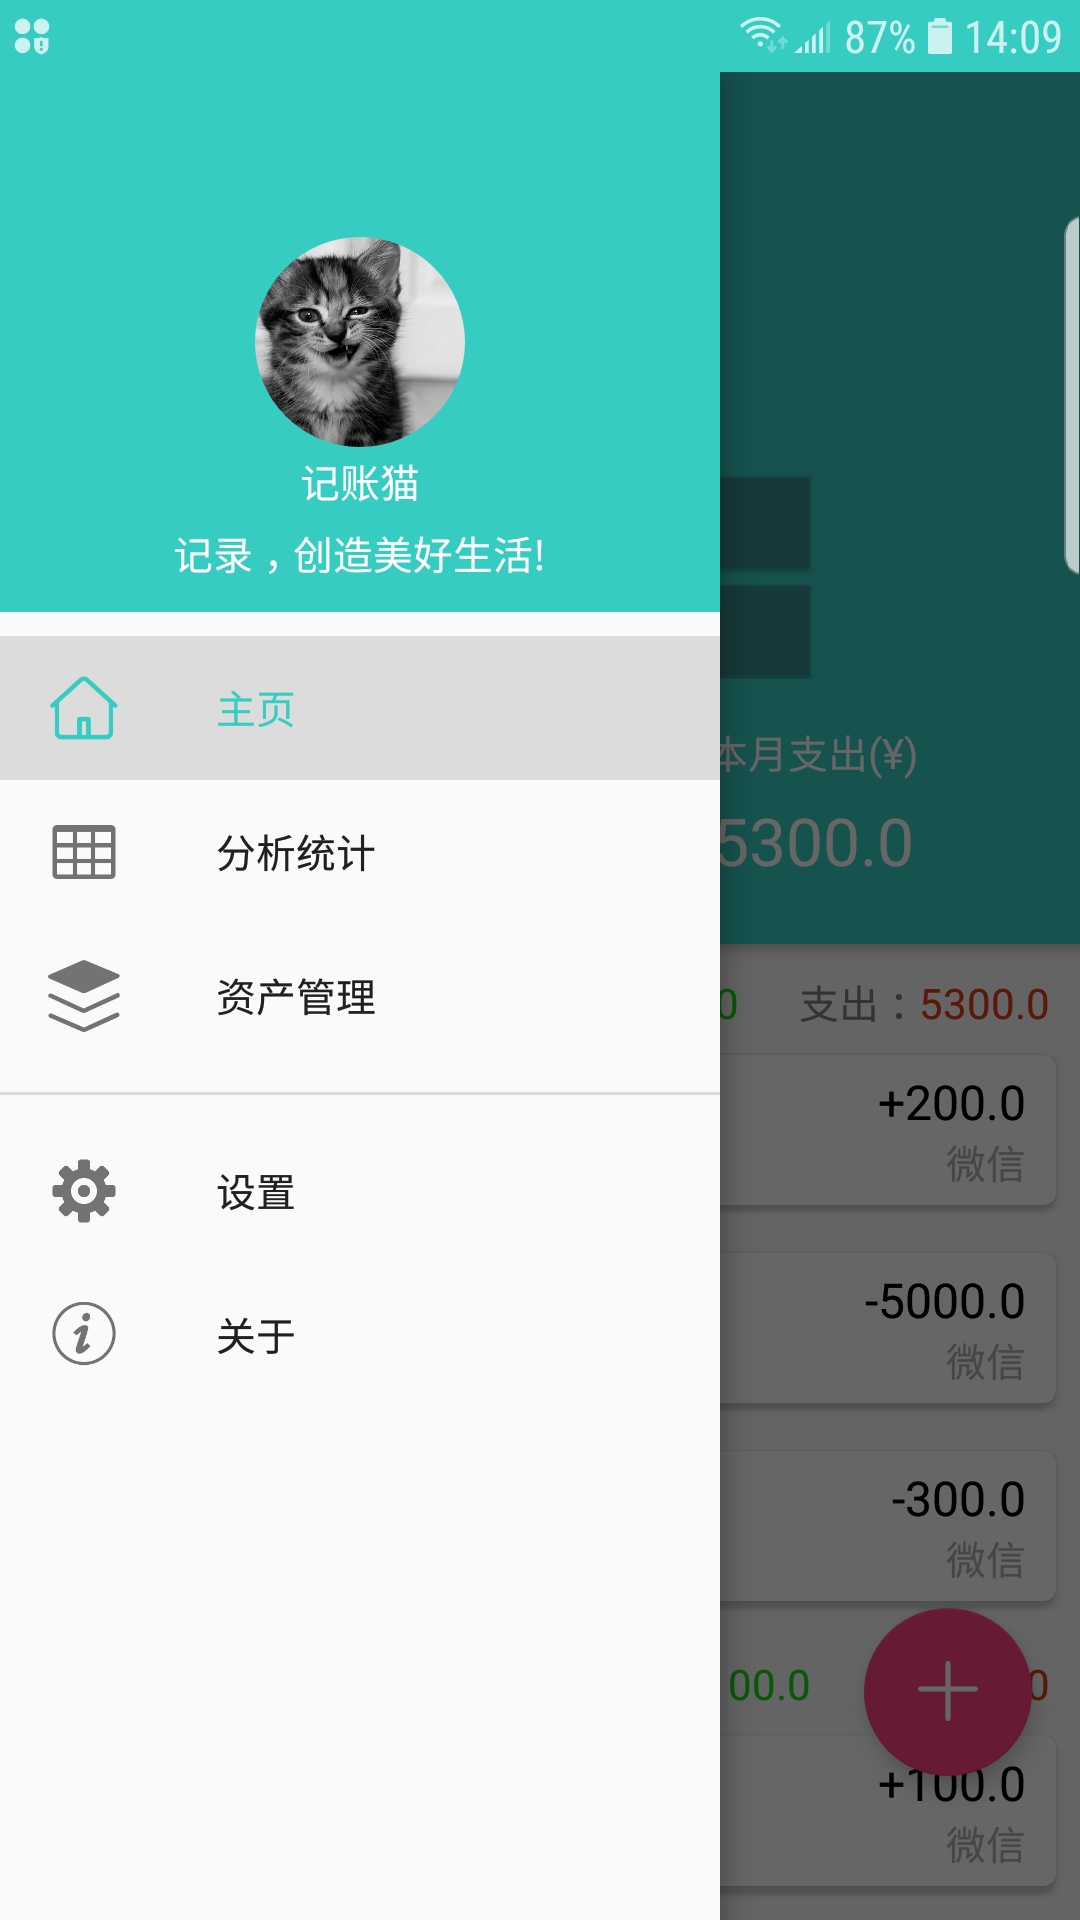 87% 14:09
记账猫
记录，创造美好生活!
主页
分析统计
资产管理
设置
关于
本月支出(¥)
5300.0
0 支出：5300.0
+200.0
微信
-5000.0
微信
-300.0
微信
00.0 0
+100.0
微信